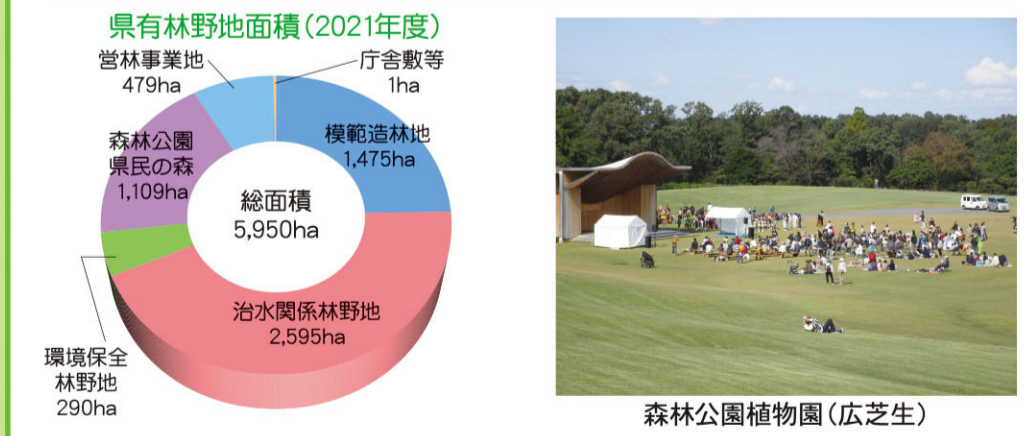 県有林野地面積（2021年度）
営林事業地
479ha
庁舎敷等
1ha
森林公園
県民の森
1,109ha
模範造林地
1,475ha
総面積
5,950ha
治水関係林野地
2,595ha
環境保全
林野地
290ha
森林公園植物園（広芝生）